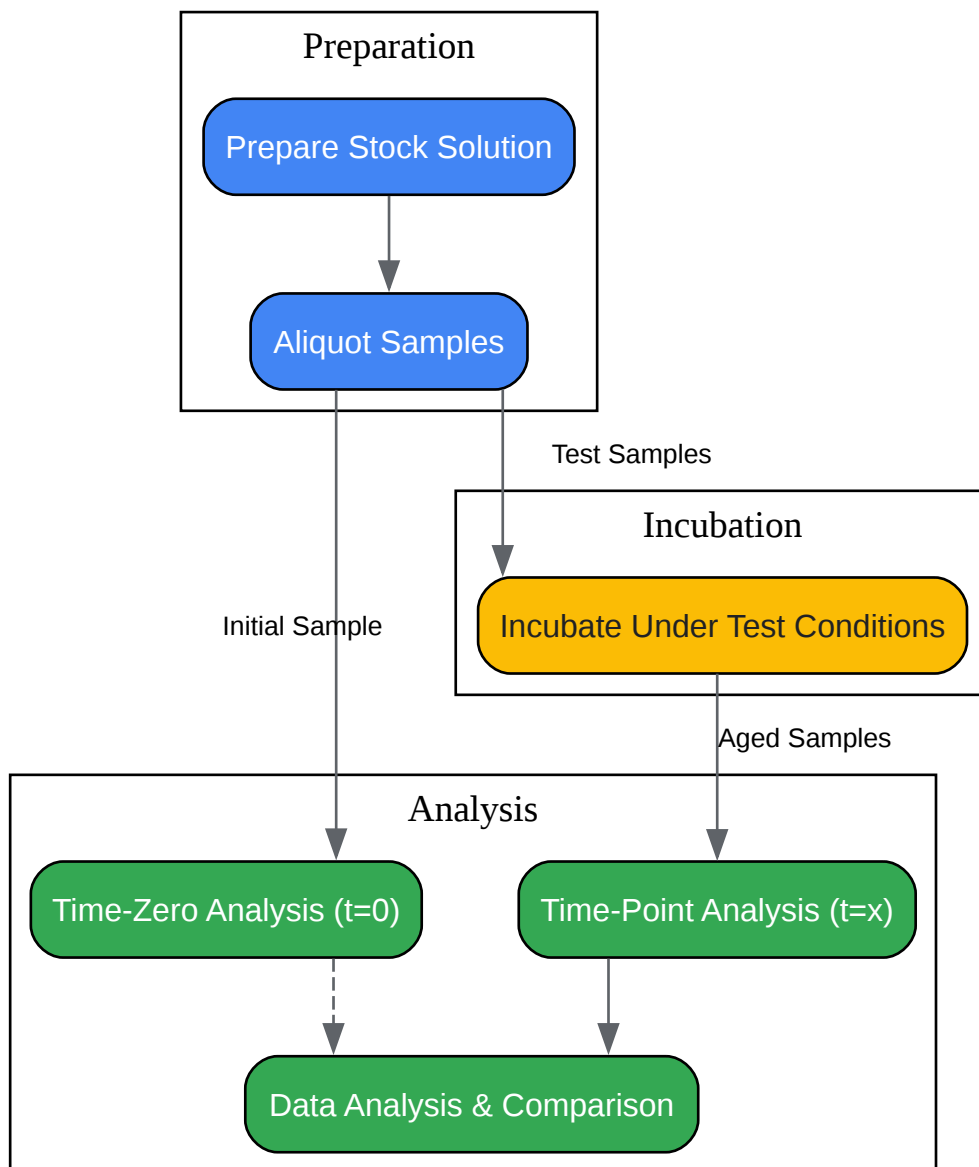 Preparation
Prepare Stock Solution
Aliquot Samples
Test Samples
Incubation
Initial Sample
Incubate Under Test Conditions
Aged Samples
Analysis
Time-Zero Analysis (t=0)
Time-Point Analysis (t=x)
Data Analysis & Comparison